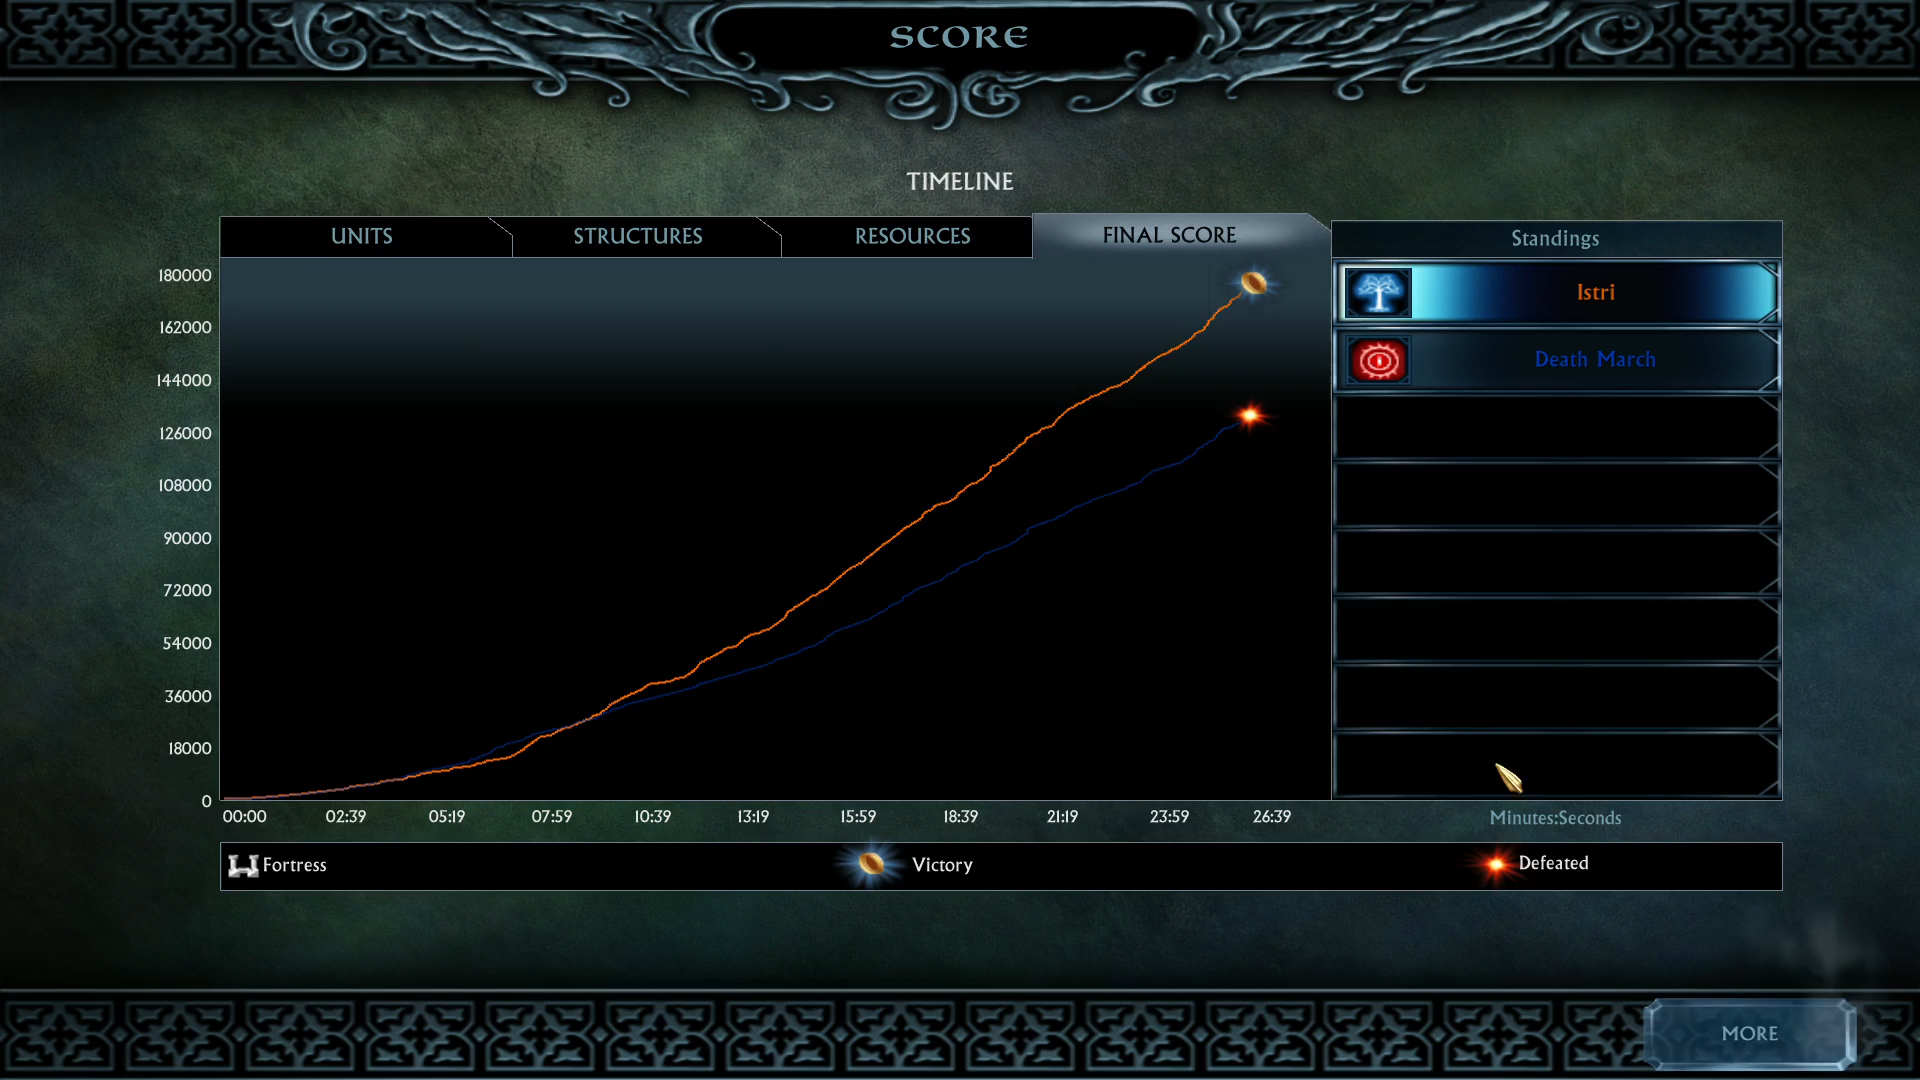 SCORE
TIMELINE
UNITS STRUCTURES RESOURCES FINAL SCORE Standings
180000
162000
144000
126000
108000
90000
72000
54000
36000
18000
0
Istri
Death March
00:00 02:39 05:19 07:59 10:39 13:19 15:59 18:39 21:19 23:59 26:39 Minutes:Seconds
Fortress Victory Defeated
MORE